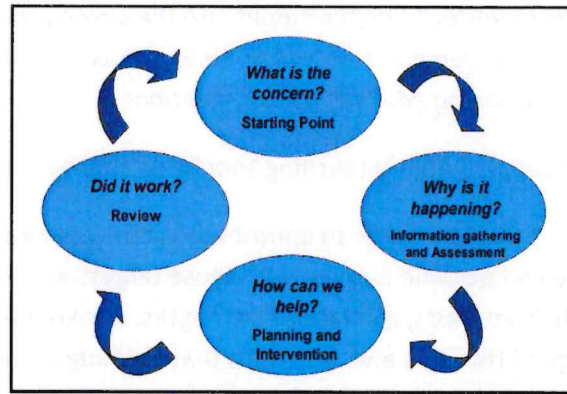 What is the
concern?
Starting Point
Why is it
happening?
Information gathering
and Assessment
How can we
help?
Planning and
Intervention
Did it work?
Review